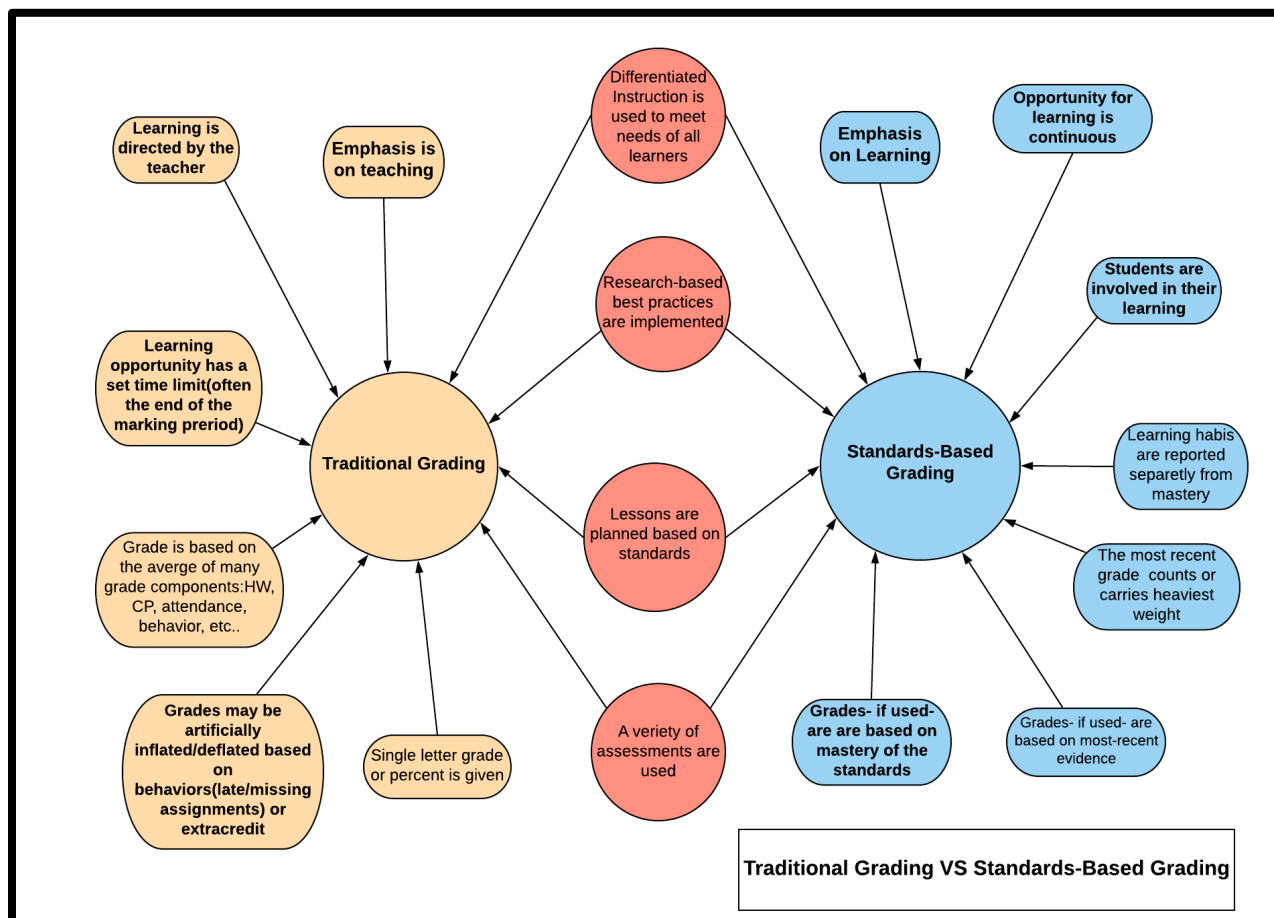 Differentiated
Instruction is
used to meet
needs of all
learners
Opportunity for
learning is
continuous
Learning is
directed by the
teacher
Emphasis is
on teaching
Emphasis
on Learning
Research-based
best practices
are implemented
Students are
involved in their
learning
Learning
opportunity has a
set time limit(often
the end of the
marking preriod)
Traditional Grading
Standards-Based
Grading
Learning habis
are reported
separetly from
mastery
Lessons are
planned based on
standards
Grade is based on
the averge of many
grade components:HW,
CP, attendance,
behavior, etc..
The most recent
grade counts or
carries heaviest
weight
Grades may be
artificially
inflated/deflated based
on
behaviors(late/missing
assignments) or
extracredit
Single letter grade
or percent is given
A veriety of
assessments are
used
Grades- if used-
are are based on
mastery of the
standards
Grades- if used- are
based on most-recent
evidence
Traditional Grading VS Standards-Based Grading